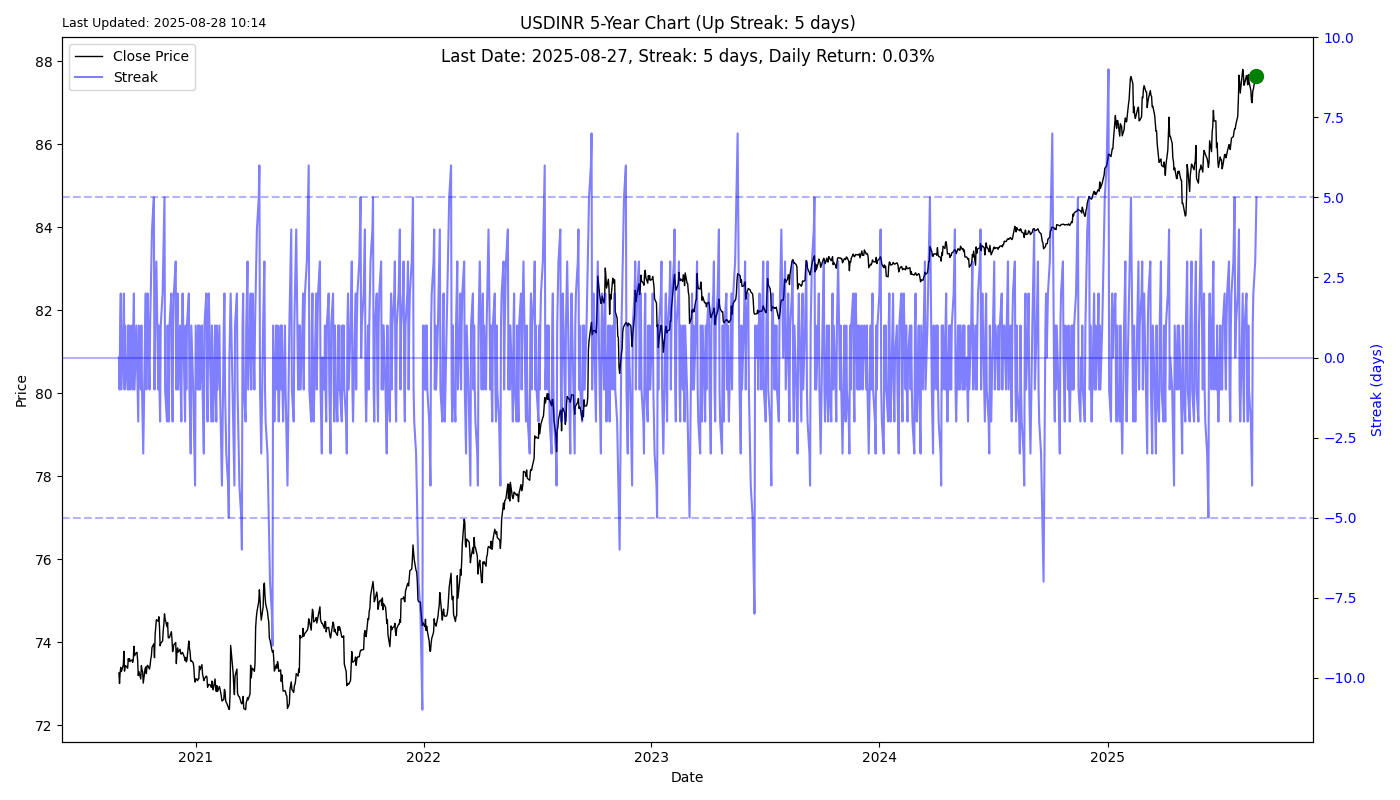 Last Updated: 2025-08-28 10:14
USDINR 5-Year Chart (Up Streak: 5 days)
Last Date: 2025-08-27, Streak: 5 days, Daily Return: 0.03%
Close Price
Streak
88
86
84
82
80
78
76
74
72
Price
10.0
7.5
5.0
2.5
0.0
−2.5
−5.0
−7.5
−10.0
Streak (days)
2021
2022
2023
2024
2025
Date